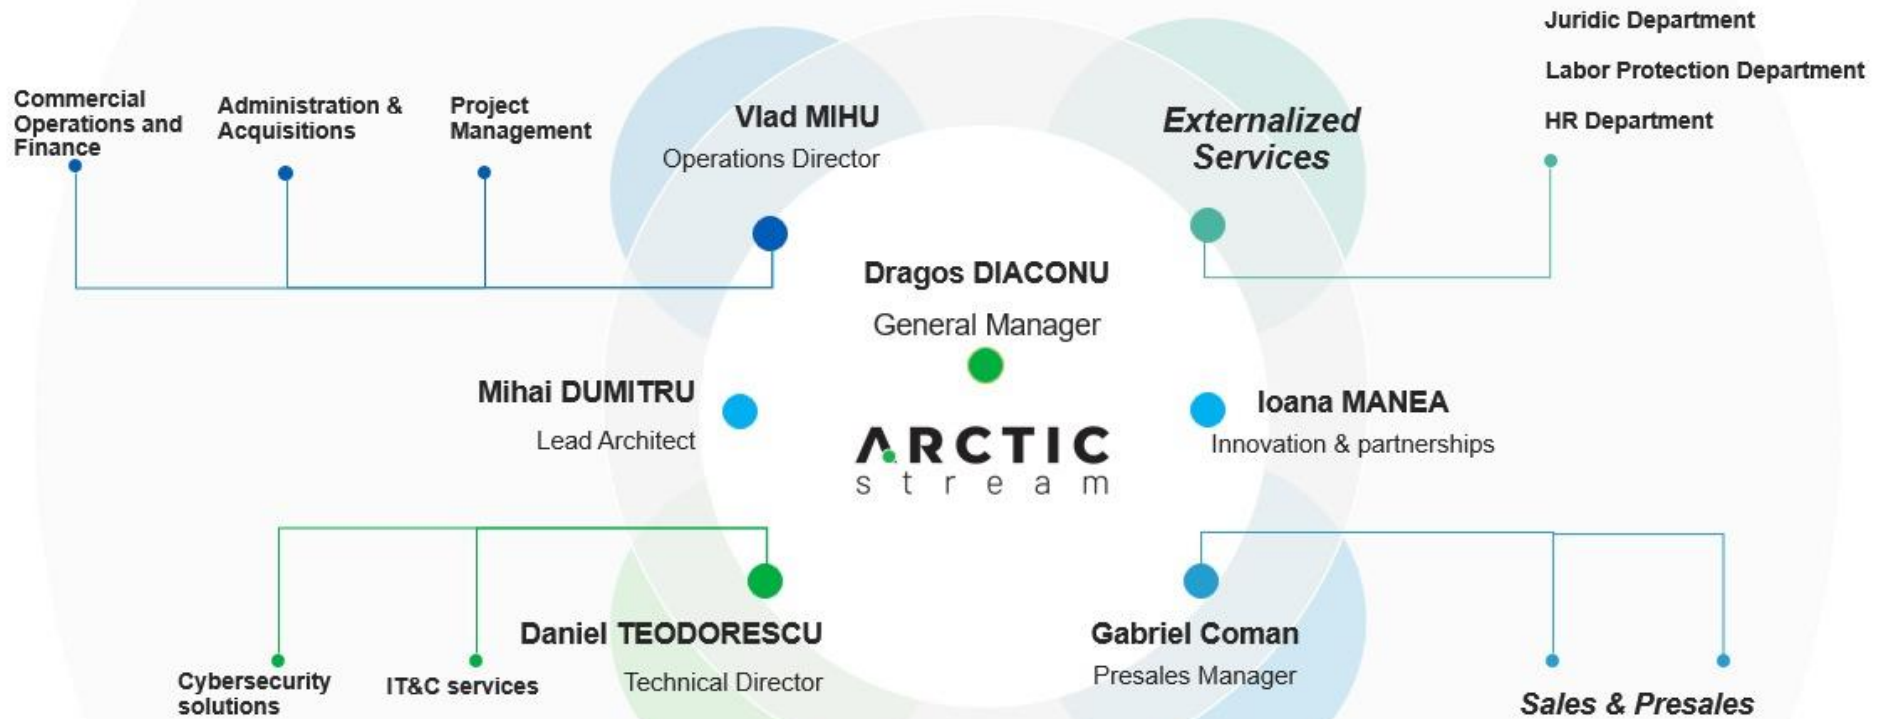 Juridic Department
Labor Protection Department
HR Department
Commercial
Operations and
Finance
Administration &
Acquisitions
Project
Management
Vlad MIHU
Operations Director
Externalized
Services
Dragos DIACONU
General Manager
Mihai DUMITRU
Lead Architect
ARCTIC
stream
Ioana MANEA
Innovation & partnerships
Daniel TEODORESCU
Technical Director
Cybersecurity
solutions
IT&C services
Gabriel Coman
Presales Manager
Sales & Presales